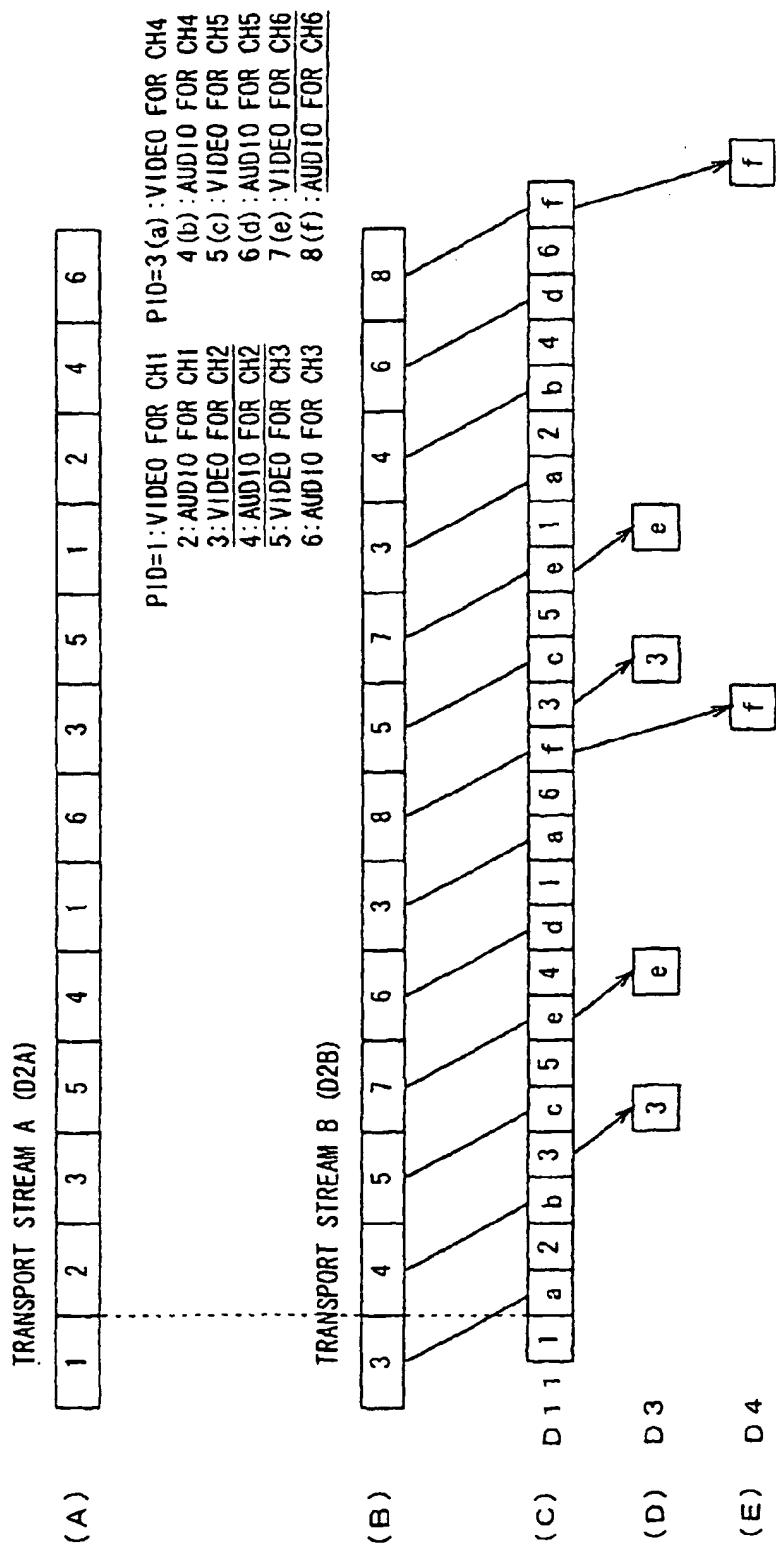 (A)
TRANSPORT STREAM A (D2A)
1 2 3 5 4 1 6 3 5 1 2 4 6
PID=1:VIDEO FOR CH1
2:AUDIO FOR CH1
3:VIDEO FOR CH2
4:AUDIO FOR CH2
5:VIDEO FOR CH3
6:AUDIO FOR CH3
PID=3(a):VIDEO FOR CH4
4(b):AUDIO FOR CH4
5(c):VIDEO FOR CH5
6(d):AUDIO FOR CH5
7(e):VIDEO FOR CH6
8(f):AUDIO FOR CH6
(B)
TRANSPORT STREAM B (D2B)
3 4 5 7 6 3 8 5 7 3 4 6 8
(C) D11 1 a 2 b 3 c 5 e 4 d 1 a 6 f 3 c 5 e 1 a 2 b 4 d 6 f
(D) D3 3 e 3 e
(E) D4 f f